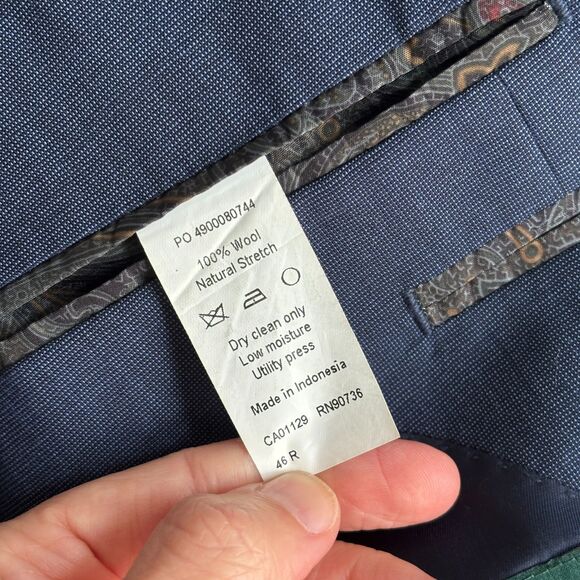 PO 4900080744
100% Wool
Natural Stretch
Dry clean only
Low moisture
Utility press
Made in Indonesia
CA01129 RN90736
46 R